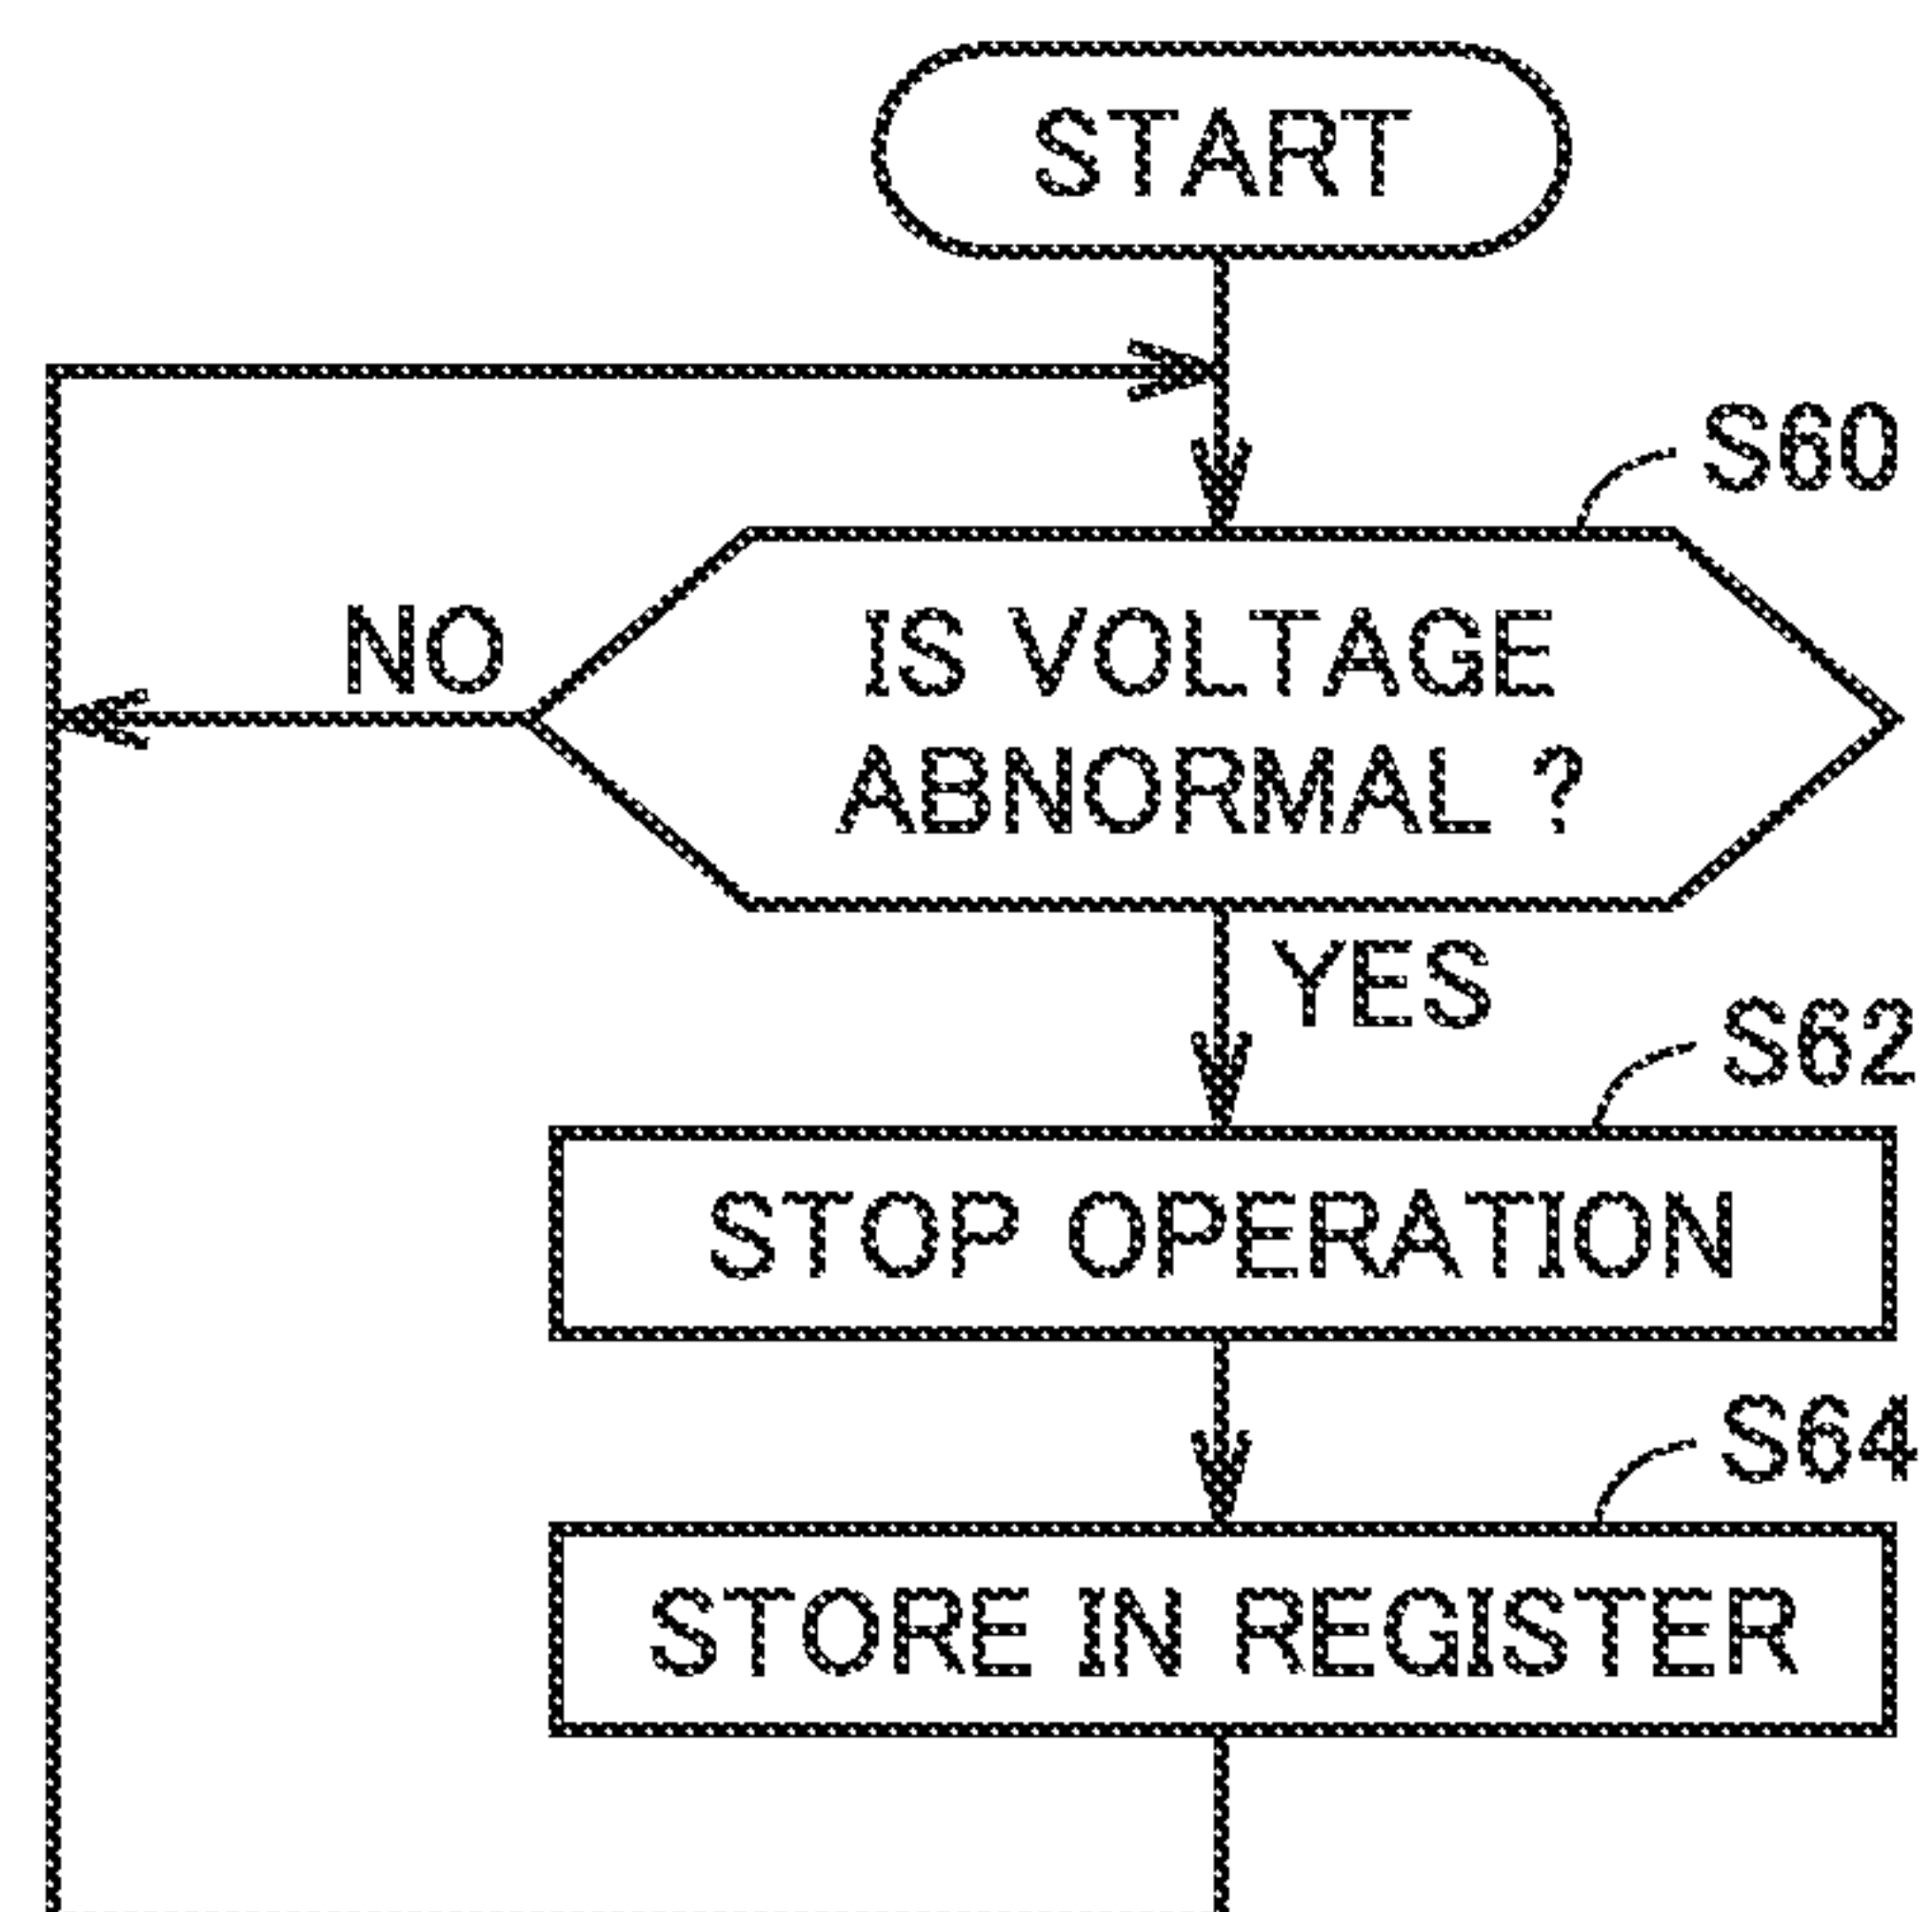 START
S60
NO
IS VOLTAGE
ABNORMAL ?
YES
S62
STOP OPERATION
S64
STORE IN REGISTER